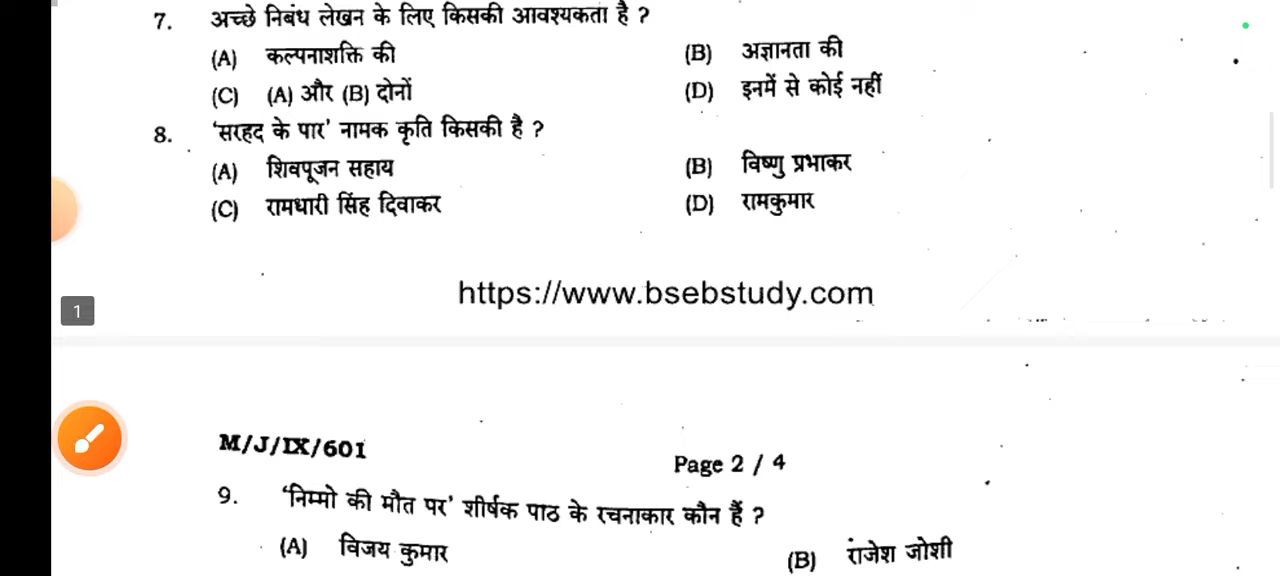 7. अच्छे निबंध लेखन के लिए किसकी आवश्यकता है ?
(A) कल्पनाशक्ति की (B) अज्ञानता की
(C) (A) और (B) दोनों (D) इनमें से कोई नहीं
8. ‘सरहद के पार’ नामक कृति किसकी है ?
(A) शिवपूजन सहाय (B) विष्णु प्रभाकर
(C) रामधारी सिंह दिवाकर (D) रामकुमार
https://www.bsebstudy.com
1
M/J/IX/601
Page 2 / 4
9. ‘निम्मो की मौत पर’ शीर्षक पाठ के रचनाकार कौन हैं ?
(A) विजय कुमार (B) राजेश जोशी